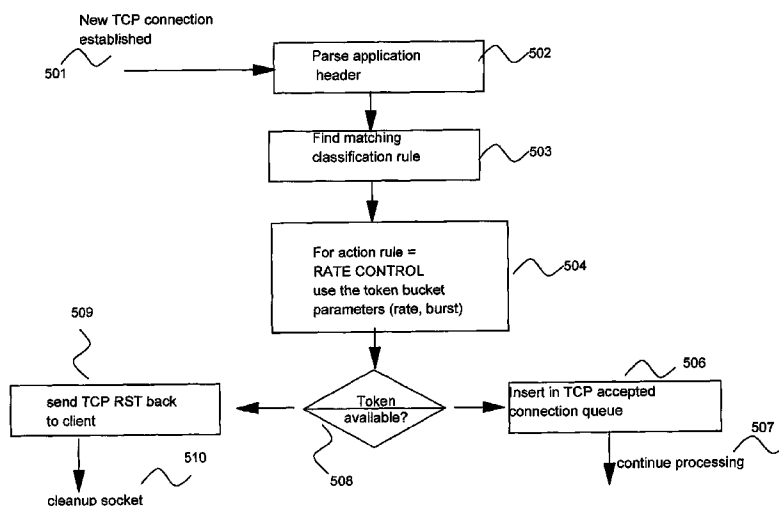 New TCP connection
established
501
Parse application
header
502
Find matching
classification rule
503
For action rule =
RATE CONTROL
use the token bucket
parameters (rate, burst)
504
509
send TCP RST back
to client
510
cleanup socket
Token
available?
508
506
Insert in TCP accepted
connection queue
507
continue processing